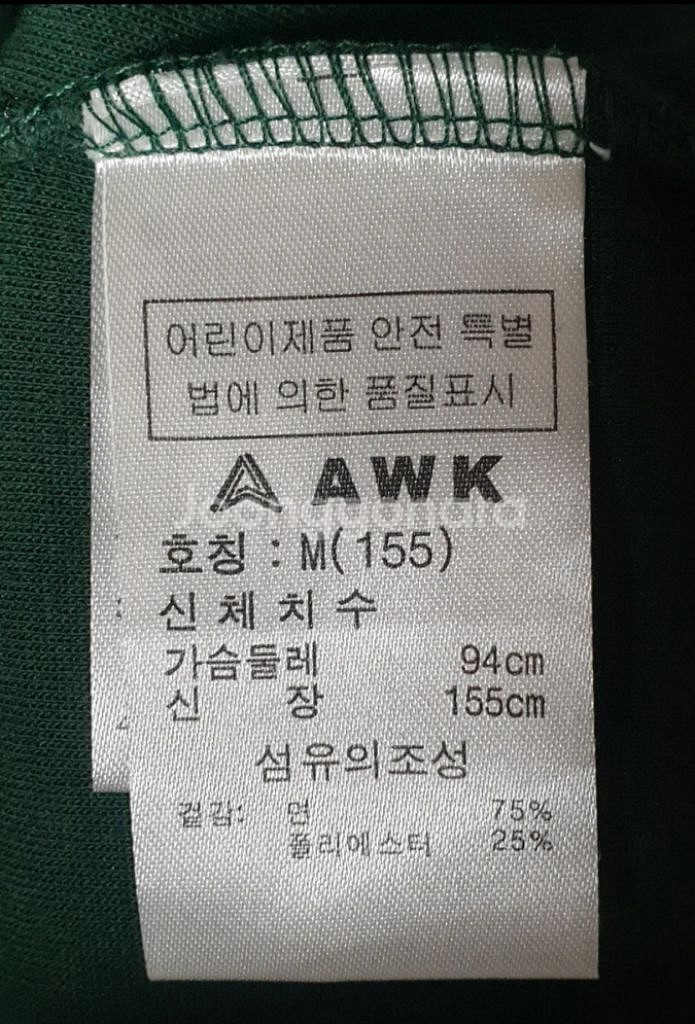 어린이제품 안전 특별
법에 의한 품질표시
AWK
호칭 : M(155)
신체치수
가슴둘레 94cm
신 장 155cm
섬유의조성
겉감: 면 75%
폴리에스터 25%